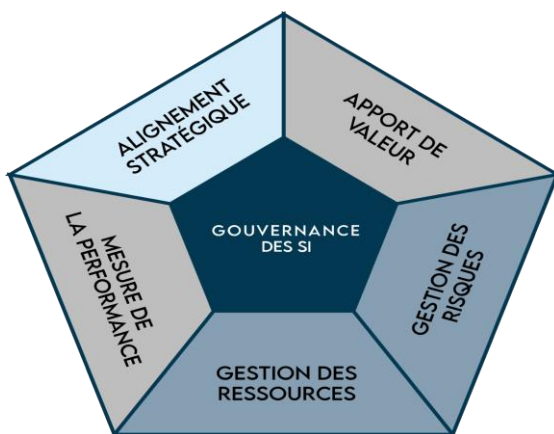 ALIGNEMENT
STRATÉGIQUE
APPORT DE
VALEUR
GOUVERNANCE
DES SI
MESURE DE
LA PERFORMANCE
GESTION DES
RISQUES
GESTION DES
RESSOURCES